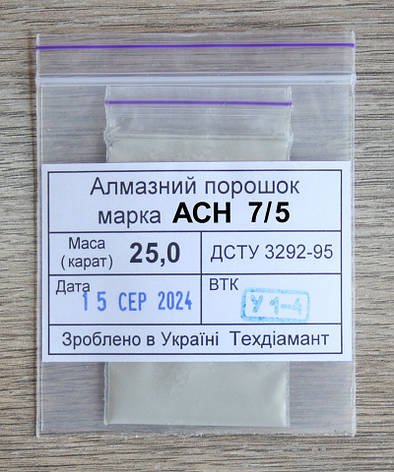 Алмазний порошок
марка АСН 7/5
Маса (карат) 25,0 ДСТУ 3292-95
Дата 15 СЕР 2024 ВТК У 1-4
Зроблено в Україні Техдіамант